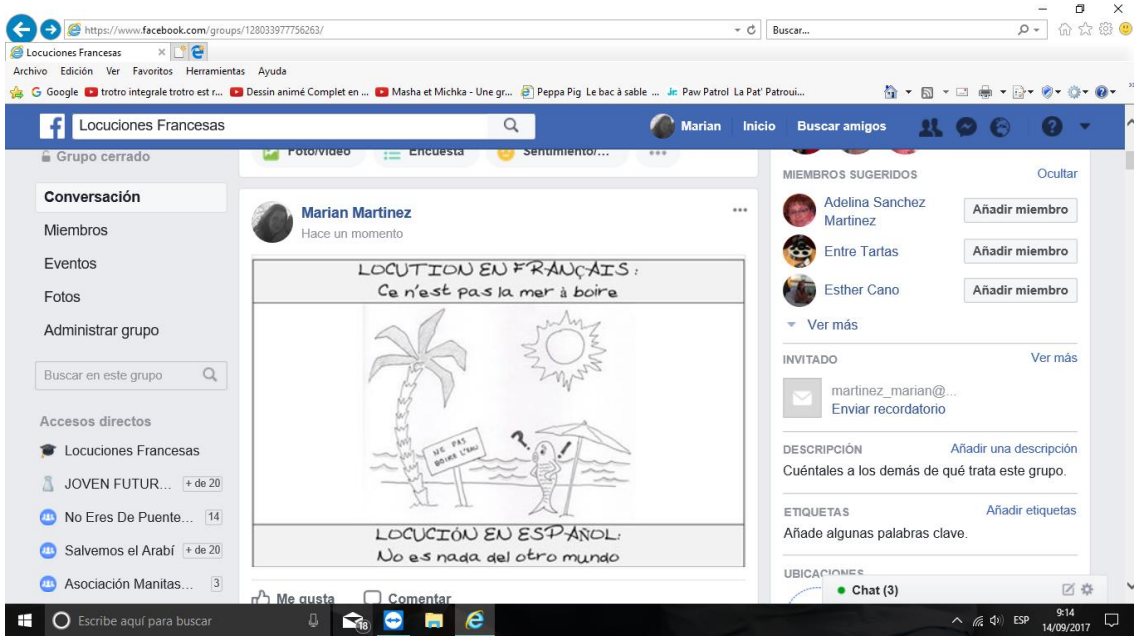 https://www.facebook.com/groups/128033977756263/
Buscar...
Locuciones Francesas
Archivo Edición Ver Favoritos Herramientas Ayuda
Google trotro integrale trotro est r... Dessin animé Complet en ... Masha et Michka - Une gr... Peppa Pig Le bac à sable ... Jr. Paw Patrol La Pat' Patroui...
Locuciones Francesas
Marian Inicio Buscar amigos
Grupo cerrado
Conversación
Miembros
Eventos
Fotos
Administrar grupo
Buscar en este grupo
Accesos directos
Locuciones Francesas
JOVEN FUTUR... + de 20
No Eres De Puente... 14
Salvemos el Arabí + de 20
Asociación Manitas... 3
Foto/vídeo Encuesta Sentimiento/...
Marian Martinez
Hace un momento
LOCUTION EN FRANÇAIS:
Ce n'est pas la mer à boire
NE PAS
BOIRE L'EAU
? !
LOCUCIÓN EN ESPAÑOL:
No es nada del otro mundo
Me gusta Comentar
MIEMBROS SUGERIDOS Ocultar
Adelina Sanchez
Martinez
Añadir miembro
Entre Tartas Añadir miembro
Esther Cano Añadir miembro
Ver más
INVITADO Ver más
martinez_marian@...
Enviar recordatorio
DESCRIPCIÓN Añadir una descripción
Cuéntales a los demás de qué trata este grupo.
ETIQUETAS Añadir etiquetas
Añade algunas palabras clave.
UBICACIONES
Chat (3)
Escribe aquí para buscar
18
ESP
9:14
14/09/2017